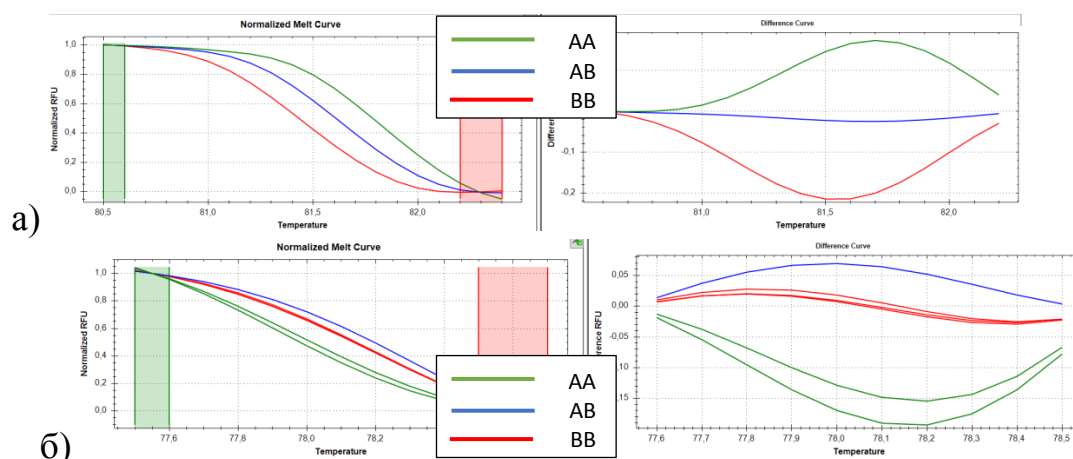 Normalized Melt Curve
Normalized RFU
1,0
0,8
0,6
0,4
0,2
0,0
80,5
81,0
81,5
82,0
Temperature
AA
AB
BB
Difference Curve
Difference
-0,1
-0,2
81,0
81,5
82,0
Temperature
а)
Normalized Melt Curve
Normalized RFU
1,0
0,8
0,6
0,4
0,2
0,0
77,6
77,8
78,0
78,2
Temperature
AA
AB
BB
Difference Curve
ference RFU
0,05
0,00
-0,05
,10
,15
77,6
77,7
77,8
77,9
78,0
78,1
78,2
78,3
78,4
78,5
Temperature
б)